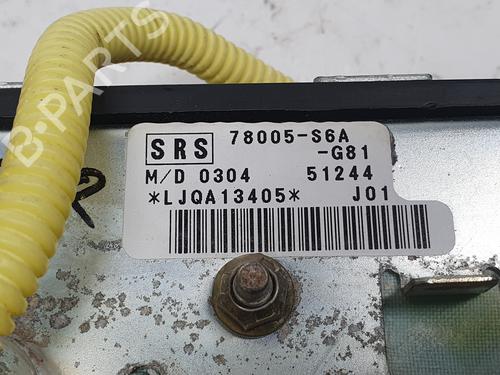 B-PARTS
SRS 78005-S6A
-G81
M/D 0304 51244
*LJQA13405* J01
R